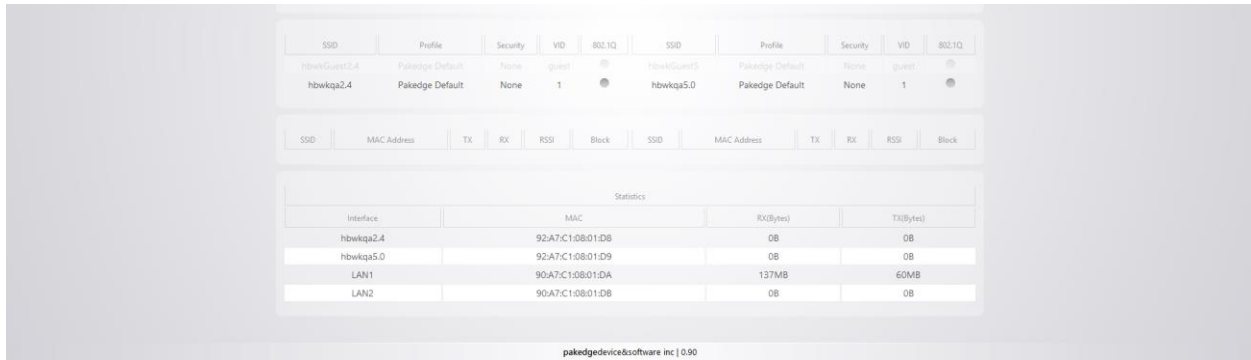 SSID Profile Security VID 802.1Q SSID Profile Security VID 802.1Q
hbwkGuest2.4 Pakedge Default None guest hbwkGuest5 Pakedge Default None guest
hbwkqa2.4 Pakedge Default None 1 hbwkqa5.0 Pakedge Default None 1
SSID MAC Address TX RX RSSI Block SSID MAC Address TX RX RSSI Block
Statistics
Interface MAC RX(Bytes) TX(Bytes)
hbwkqa2.4 92:A7:C1:08:01:D8 0B 0B
hbwkqa5.0 92:A7:C1:08:01:D9 0B 0B
LAN1 90:A7:C1:08:01:DA 137MB 60MB
LAN2 90:A7:C1:08:01:DB 0B 0B
pakedgedevice&software inc | 0.90